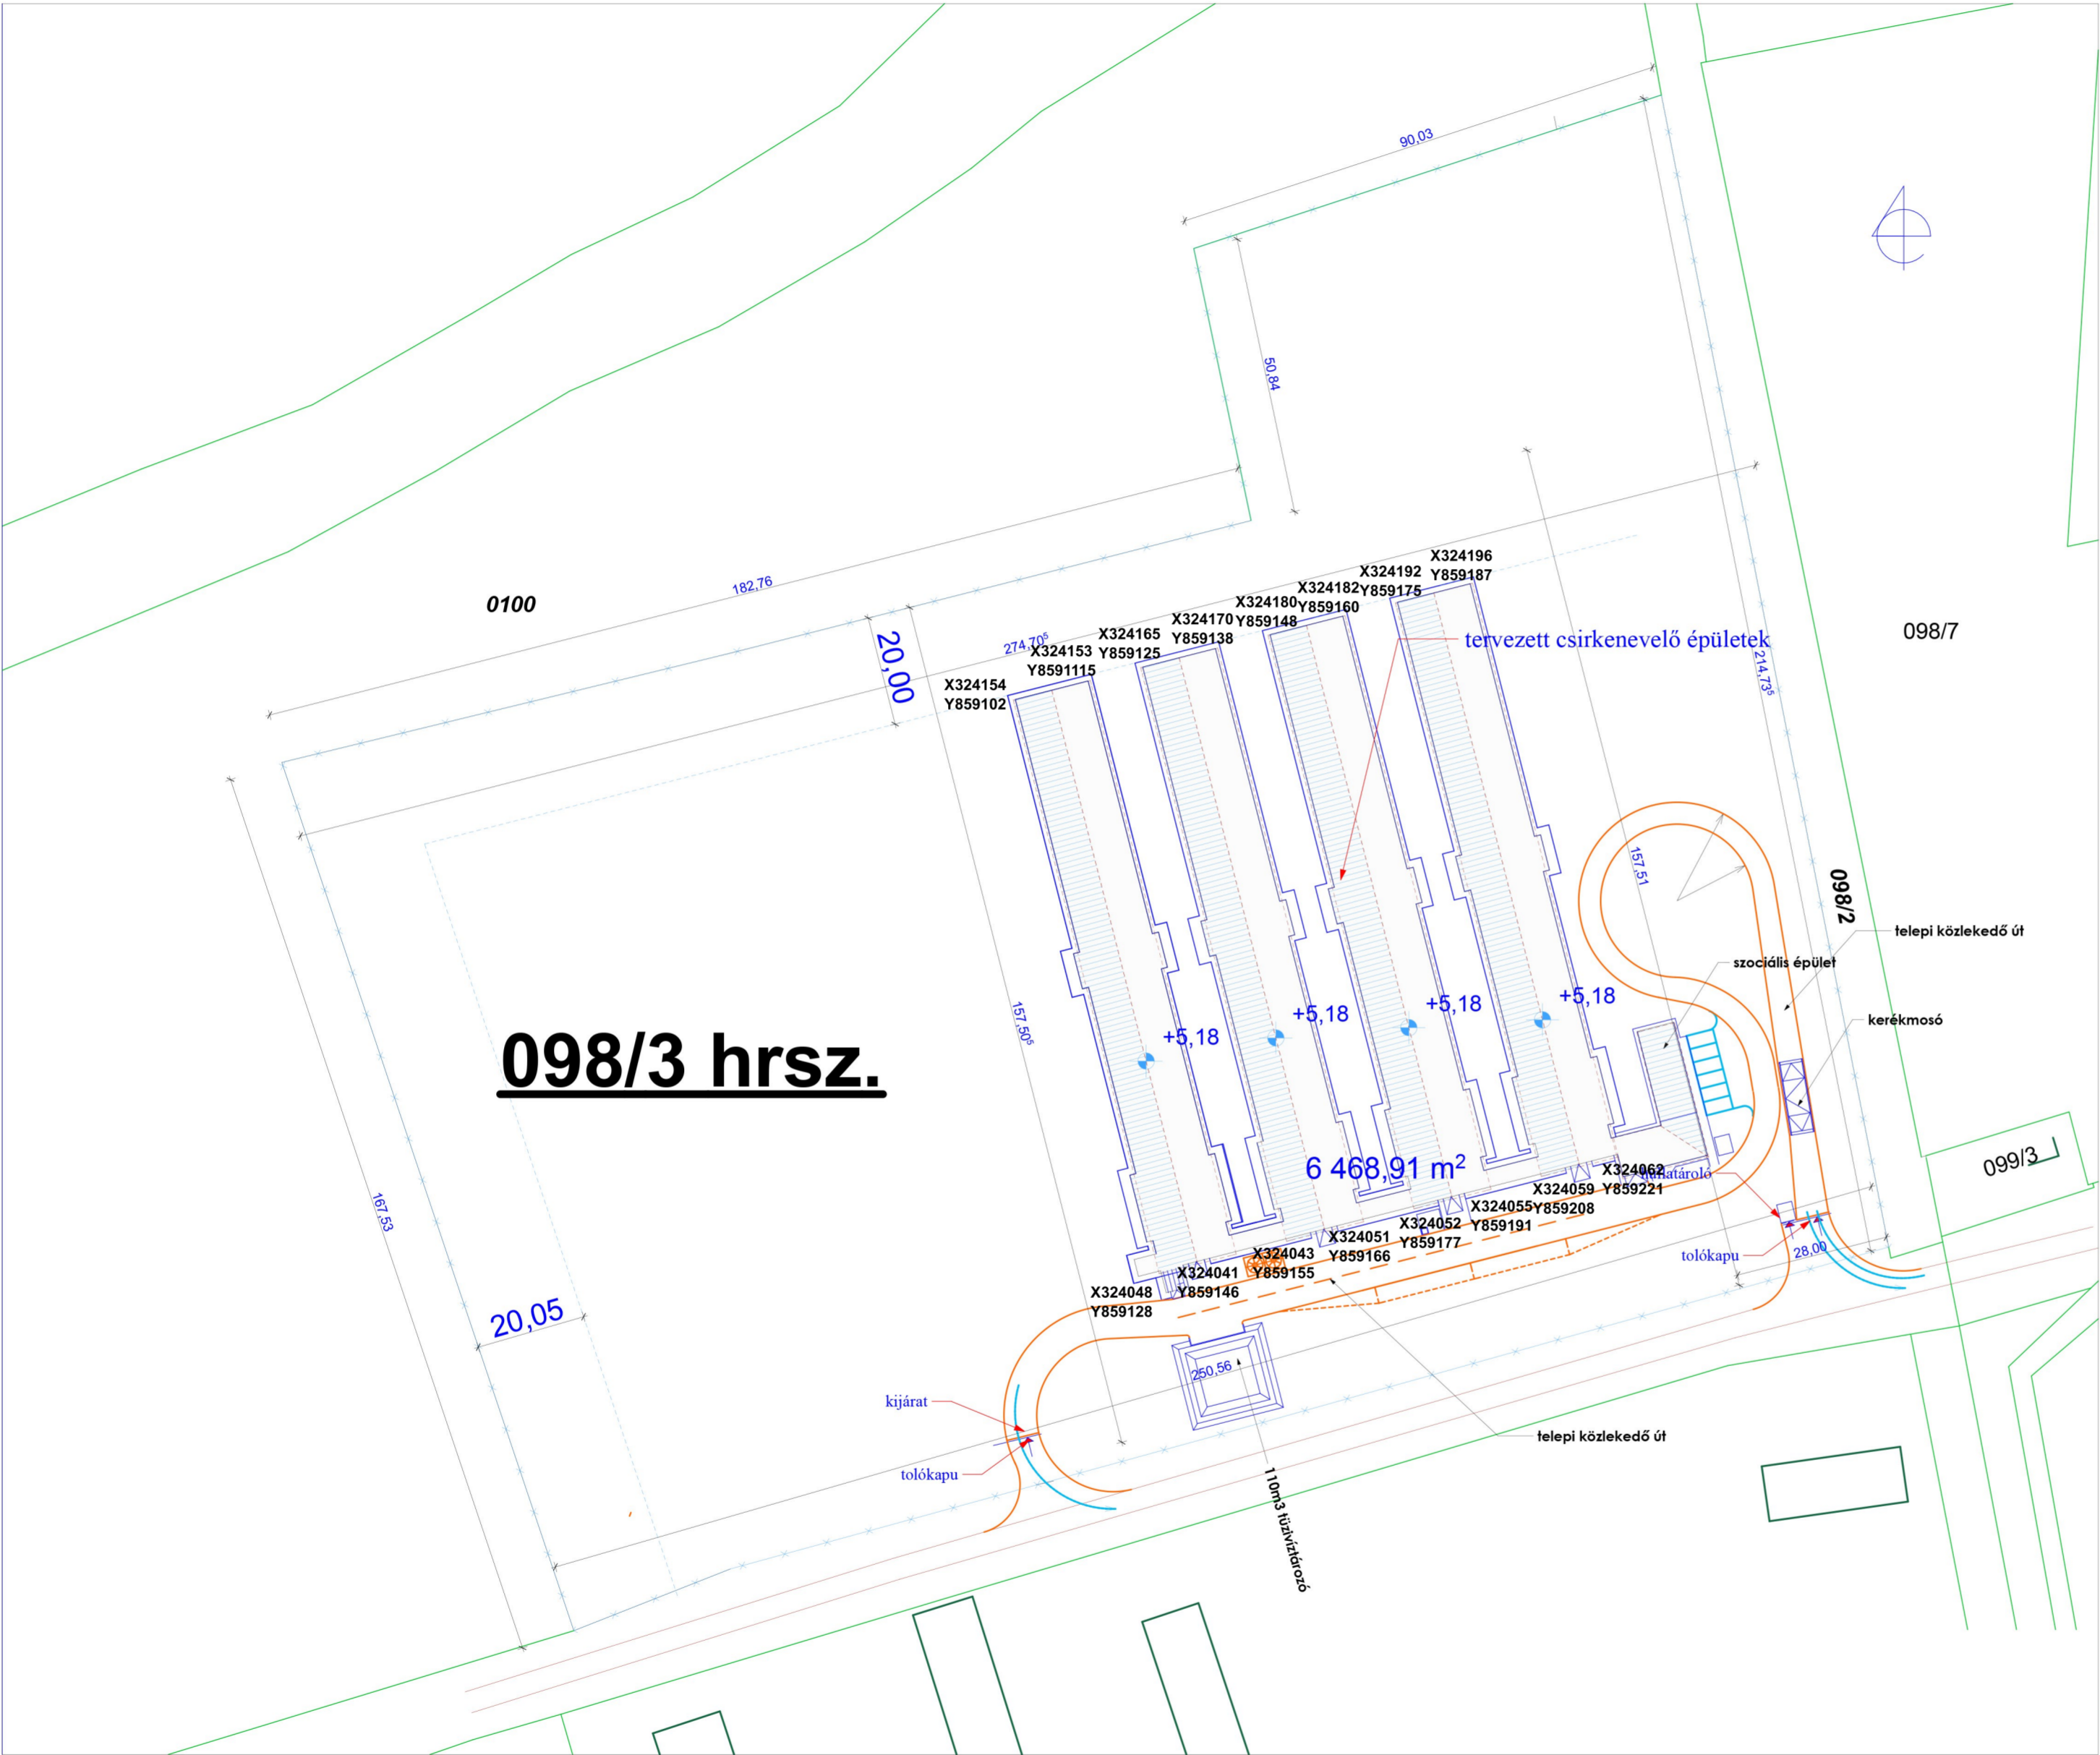 90,03
50,84
182,76
0100
20,00
274,70⁵
X324196
Y859187
X324192
Y859175
X324182
Y859160
X324180
Y859148
X324170
Y859138
X324165
Y859125
X324153
Y8591115
X324154
Y859102
tervezett csirkenevelő épületek
098/7
214,73⁵
157,51
098/2
telepi közlekedő út
szociális épület
kerékmosó
+5,18
+5,18
+5,18
+5,18
157,50⁵
098/3 hrsz.
6 468,91 m²
167,53
099/3
X324062
Y859221
X324059
Y859208
X324055
Y859191
X324052
Y859177
X324051
Y859166
X324043
Y859155
X324041
Y859146
X324048
Y859128
tolókapu
28,00
20,05
250,56
kijárat
tolókapu
telepi közlekedő út
110m3 tüzivíztározó